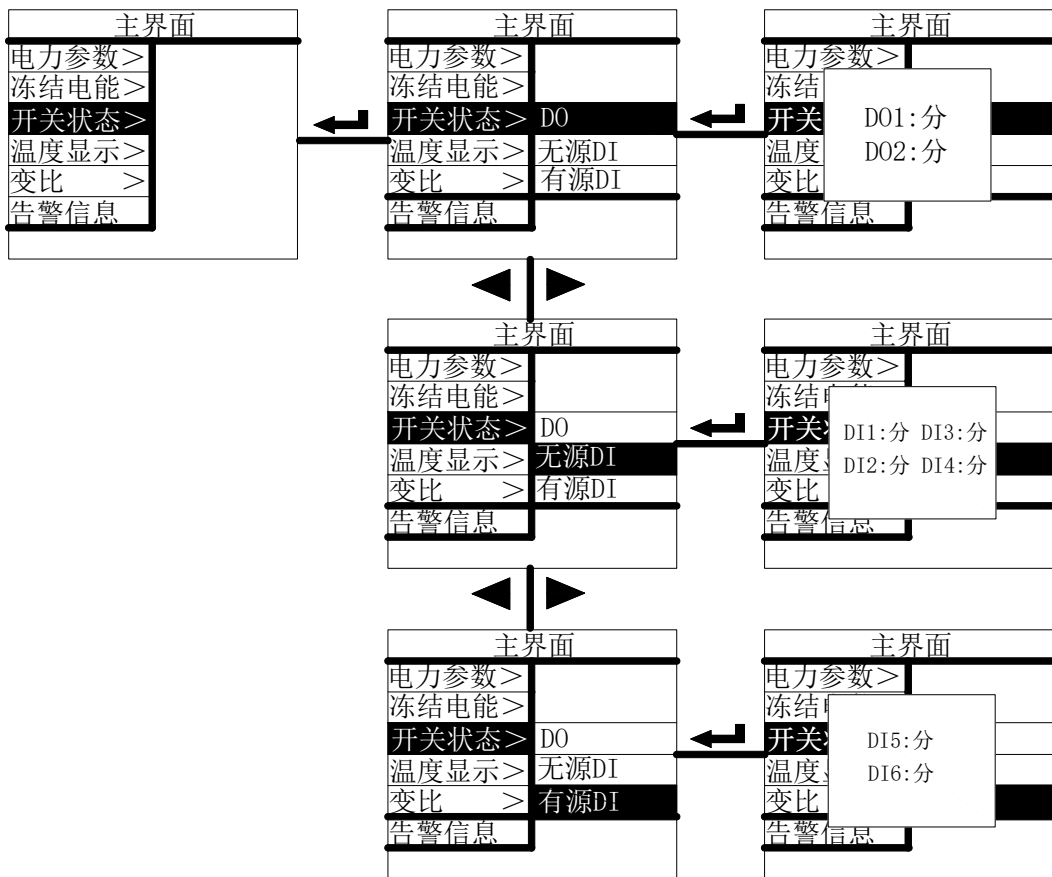 主界面
电力参数>
冻结电能>
开关状态>
温度显示>
变比 >
告警信息
主界面
电力参数>
冻结电能>
开关状态> DO
温度显示> 无源DI
变比 > 有源DI
告警信息
主界面
电力参数>
冻结
开关
温度
变比
告警信息
DO1:分
DO2:分
主界面
电力参数>
冻结电能>
开关状态> DO
温度显示> 无源DI
变比 > 有源DI
告警信息
主界面
电力参数>
冻结
开关
温度
变比
告警信息
DI1:分 DI3:分
DI2:分 DI4:分
主界面
电力参数>
冻结电能>
开关状态> DO
温度显示> 无源DI
变比 > 有源DI
告警信息
主界面
电力参数>
冻结
开关
温度
变比
告警信息
DI5:分
DI6:分